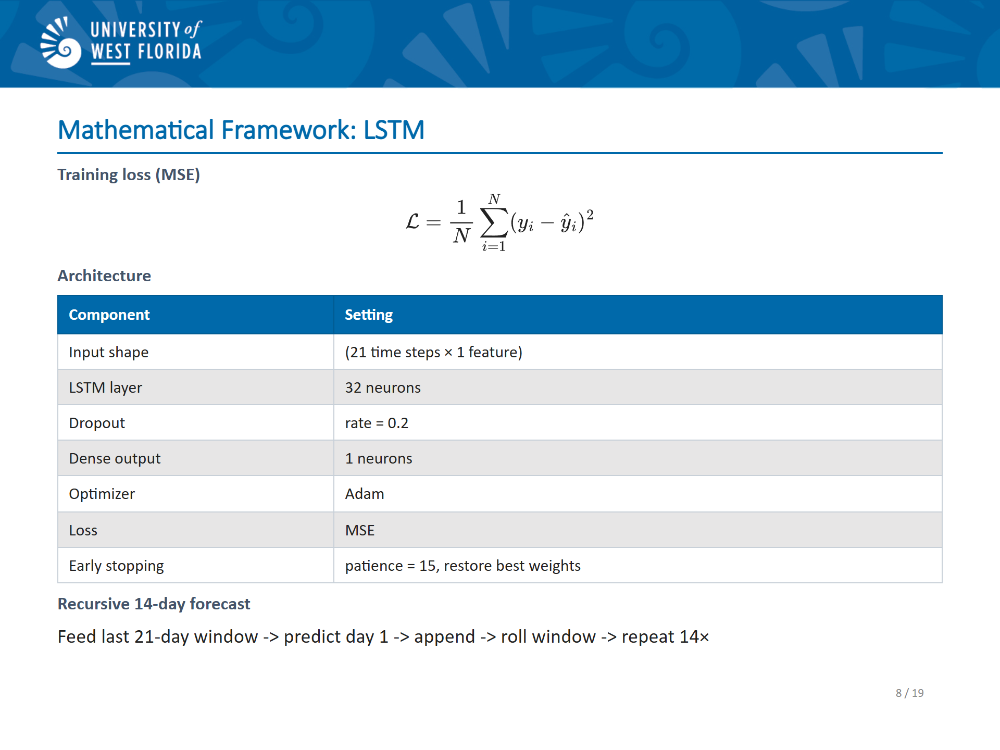 UNIVERSITY of
WEST FLORIDA
Mathematical Framework: LSTM
Training loss (MSE)
$\mathcal{L} = \frac{1}{N} \sum_{i=1}^{N} (y_i - \hat{y}_i)^2$
Architecture
Component Setting
Input shape (21 time steps × 1 feature)
LSTM layer 32 neurons
Dropout rate = 0.2
Dense output 1 neurons
Optimizer Adam
Loss MSE
Early stopping patience = 15, restore best weights
Recursive 14-day forecast
Feed last 21-day window -> predict day 1 -> append -> roll window -> repeat 14×
8 / 19